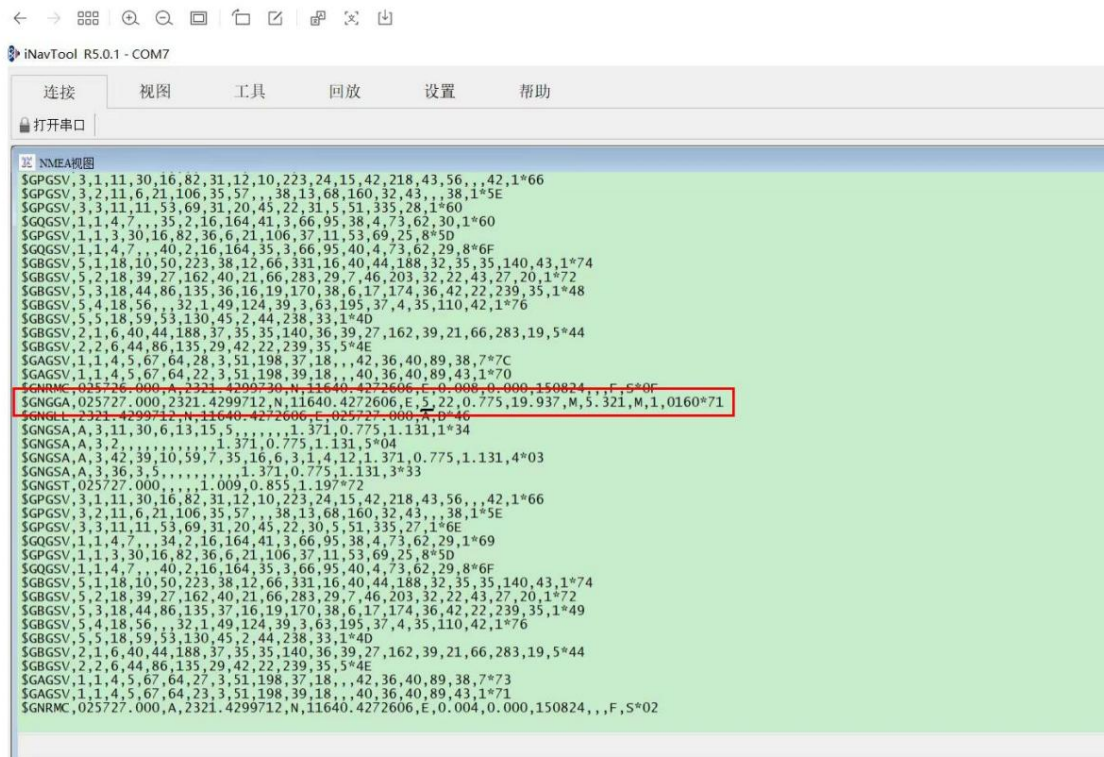 iNavTool R5.0.1 - COM7
连接 视图 工具 回放 设置 帮助
打开串口
NMEA视图
$GPGSV,3,1,11,30,16,82,31,12,10,223,24,15,42,218,43,56,,,42,1*66
$GPGSV,3,2,11,6,21,106,35,57,,,38,13,68,160,32,43,,,38,1*5E
$GPGSV,3,3,11,11,53,69,31,20,45,22,31,5,51,335,28,1*60
$GQGSV,1,1,4,7,,,35,2,16,164,41,3,66,95,38,4,73,62,30,1*60
$GPGSV,1,1,3,30,16,82,36,6,21,106,37,11,53,69,25,8*5D
$GQGSV,1,1,4,7,,,40,2,16,164,35,3,66,95,40,4,73,62,29,8*6F
$GBGSV,5,1,18,10,50,223,38,12,66,331,16,40,44,188,32,35,35,140,43,1*74
$GBGSV,5,2,18,39,27,162,40,21,66,283,29,7,46,203,32,22,43,27,20,1*72
$GBGSV,5,3,18,44,86,135,36,16,19,170,38,6,17,174,36,42,22,239,35,1*48
$GBGSV,5,4,18,56,,,32,1,49,124,39,3,63,195,37,4,35,110,42,1*76
$GBGSV,5,5,18,59,53,130,45,2,44,238,33,1*4D
$GBGSV,2,1,6,40,44,188,37,35,35,140,36,39,27,162,39,21,66,283,19,5*44
$GBGSV,2,2,6,44,86,135,29,42,22,239,35,5*4E
$GAGSV,1,1,4,5,67,64,28,3,51,198,37,18,,,42,36,40,89,38,7*7C
$GAGSV,1,1,4,5,67,64,22,3,51,198,39,18,,,40,36,40,89,43,1*70
$GNRMC,025726.000,A,2321.4299730,N,11640.4272606,E,0.008,0.000,150824,,,F,S*0F
$GNGGA,025727.000,2321.4299712,N,11640.4272606,E,5,22,0.775,19.937,M,5.321,M,1,0160*71
$GNGLL,2321.4299712,N,11640.4272606,E,025727.000,A,D*46
$GNGSA,A,3,11,30,6,13,15,5,,,,,,,1.371,0.775,1.131,1*34
$GNGSA,A,3,2,,,,,,,,,,,,1.371,0.775,1.131,5*04
$GNGSA,A,3,42,39,10,59,7,35,16,6,3,1,4,12,1.371,0.775,1.131,4*03
$GNGSA,A,3,36,3,5,,,,,,,,,,1.371,0.775,1.131,3*33
$GNGST,025727.000,,,,,1.009,0.855,1.197*72
$GPGSV,3,1,11,30,16,82,31,12,10,223,24,15,42,218,43,56,,,42,1*66
$GPGSV,3,2,11,6,21,106,35,57,,,38,13,68,160,32,43,,,38,1*5E
$GPGSV,3,3,11,11,53,69,31,20,45,22,30,5,51,335,27,1*6E
$GQGSV,1,1,4,7,,,34,2,16,164,41,3,66,95,38,4,73,62,29,1*69
$GPGSV,1,1,3,30,16,82,36,6,21,106,37,11,53,69,25,8*5D
$GQGSV,1,1,4,7,,,40,2,16,164,35,3,66,95,40,4,73,62,29,8*6F
$GBGSV,5,1,18,10,50,223,38,12,66,331,16,40,44,188,32,35,35,140,43,1*74
$GBGSV,5,2,18,39,27,162,40,21,66,283,29,7,46,203,32,22,43,27,20,1*72
$GBGSV,5,3,18,44,86,135,37,16,19,170,38,6,17,174,36,42,22,239,35,1*49
$GBGSV,5,4,18,56,,,32,1,49,124,39,3,63,195,37,4,35,110,42,1*76
$GBGSV,5,5,18,59,53,130,45,2,44,238,33,1*4D
$GBGSV,2,1,6,40,44,188,37,35,35,140,36,39,27,162,39,21,66,283,19,5*44
$GBGSV,2,2,6,44,86,135,29,42,22,239,35,5*4E
$GAGSV,1,1,4,5,67,64,27,3,51,198,37,18,,,42,36,40,89,38,7*73
$GAGSV,1,1,4,5,67,64,23,3,51,198,39,18,,,40,36,40,89,43,1*71
$GNRMC,025727.000,A,2321.4299712,N,11640.4272606,E,0.004,0.000,150824,,,F,S*02